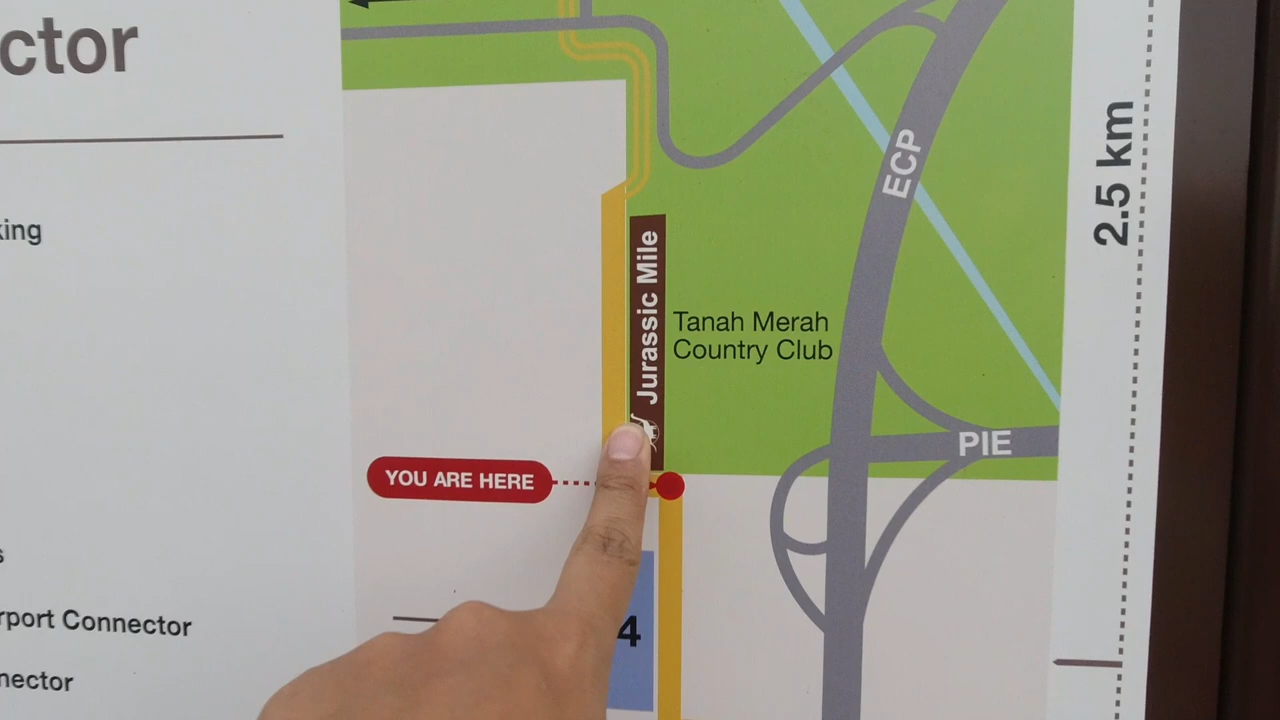 ctor
king
rport Connector
nector
ECP
2.5 km
Jurassic Mile
Tanah Merah
Country Club
PIE
YOU ARE HERE
4